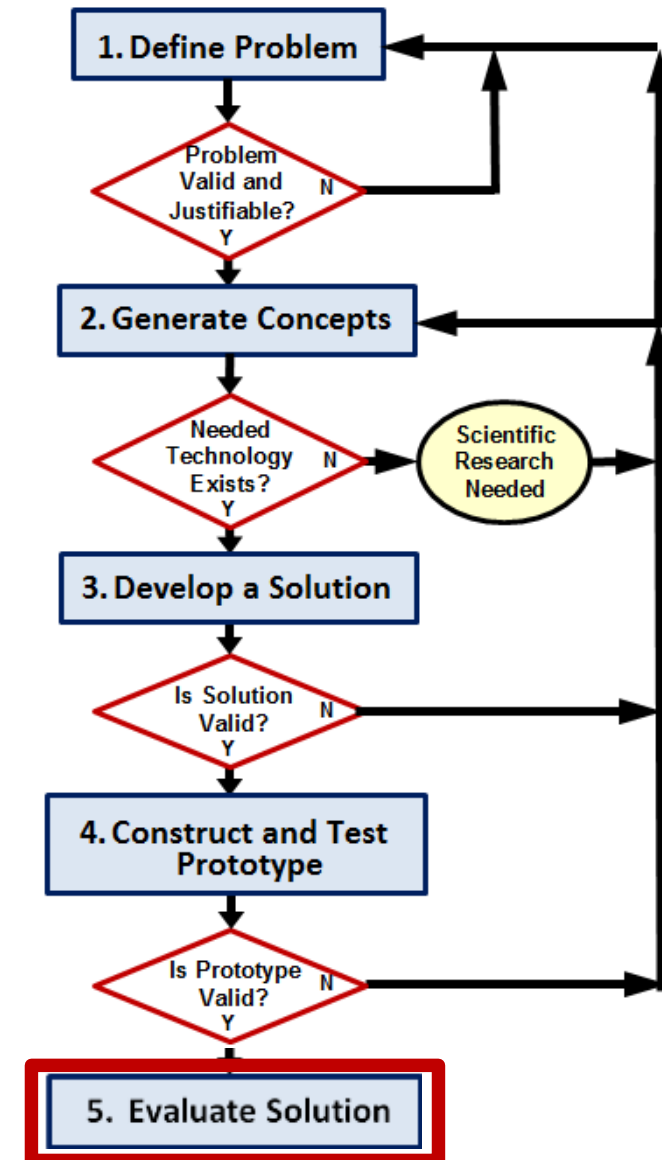 1. Define Problem
Problem
Valid and
Justifiable?
N
Y
2. Generate Concepts
Needed
Technology
Exists?
N
Y
Scientific
Research
Needed
3. Develop a Solution
Is Solution
Valid?
N
Y
4. Construct and Test
Prototype
Is Prototype
Valid?
N
Y
5. Evaluate Solution